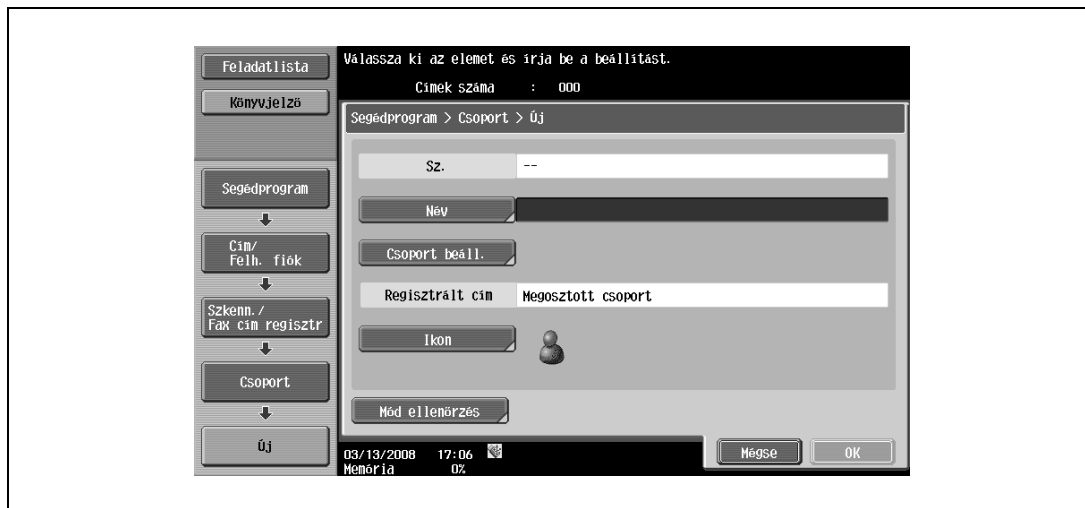 Feladatlista
Könyvjelző
Segédprogram
Cím/
Felh. fiók
Szkenn./
Fax cím regisztr
Csoport
Új
Válassza ki az elemet és írja be a beállítást.
Címek száma : 000
Segédprogram > Csoport > Új
Sz. --
Név
Csoport beáll.
Regisztrált cím Megosztott csoport
Ikon
Mód ellenőrzés
03/13/2008 17:06
Memória 0%
Mégse OK